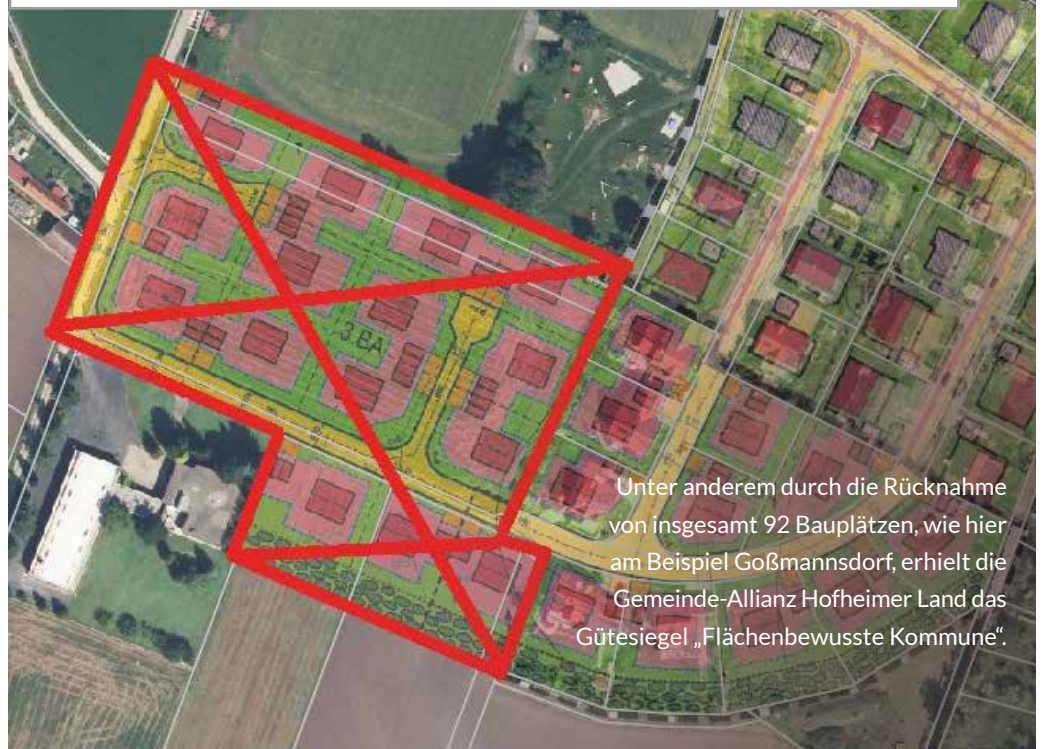 3 BA
Unter anderem durch die Rücknahme
von insgesamt 92 Bauplätzen, wie hier
am Beispiel Goßmannsdorf, erhielt die
Gemeinde-Allianz Hofheimer Land das
Gütesiegel „Flächenbewusste Kommune“.